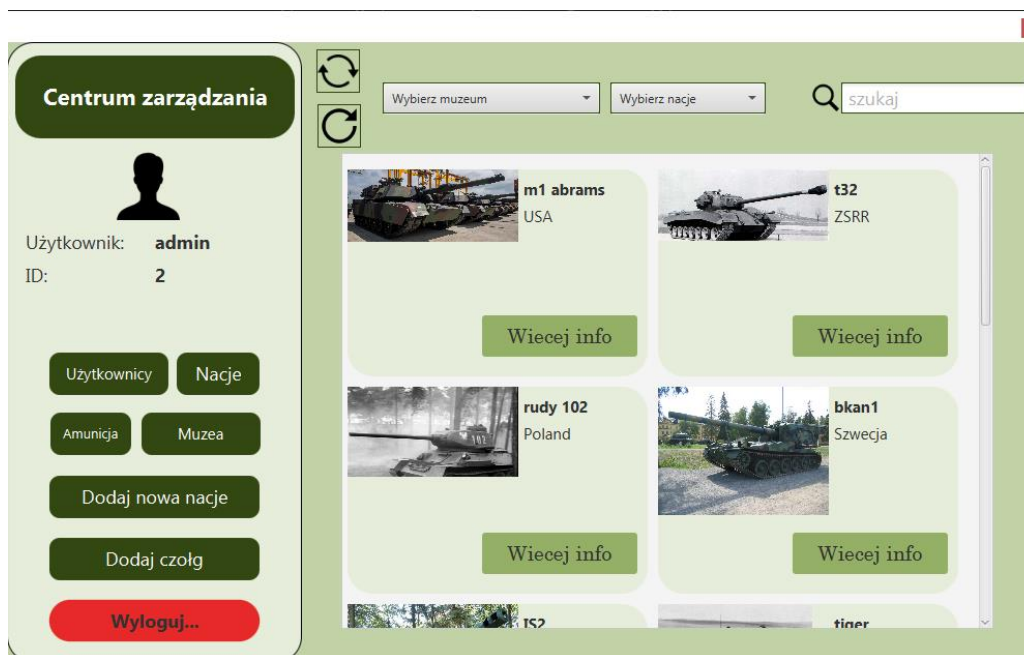 Centrum zarządzania
Użytkownik: admin
ID: 2
Użytkownicy Nacje
Amunicja Muzea
Dodaj nowa nacje
Dodaj czołg
Wyloguj...
Wybierz muzeum Wybierz nacje szukaj
m1 abrams
USA
Wiecej info
t32
ZSRR
Wiecej info
rudy 102
Poland
102
Wiecej info
bkan1
Szwecja
Wiecej info
IS2
tiger